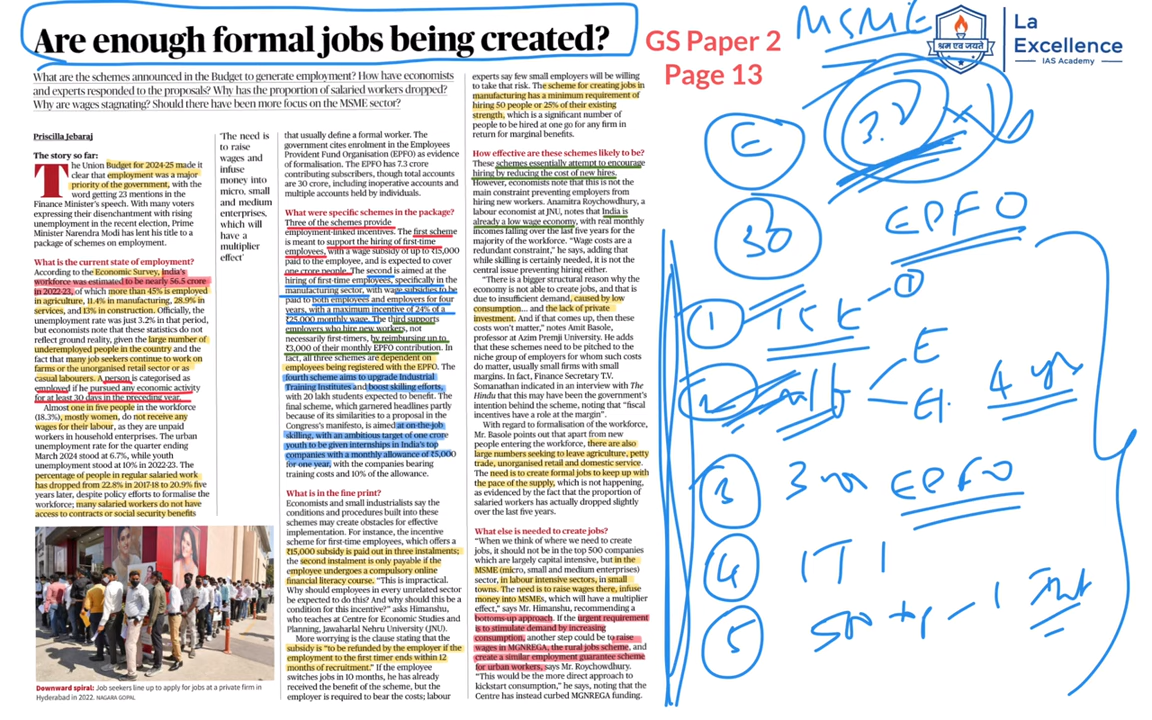 Are enough formal jobs being created?
What are the schemes announced in the Budget to generate employment? How have economists
and experts responded to the proposals? Why has the proportion of salaried workers dropped?
Why are wages stagnating? Should there have been more focus on the MSME sector?
Priscilla Jebaraj
The story so far:
The Union Budget for 2024-25 made it
clear that employment was a major
priority of the government, with the
word getting 23 mentions in the
Finance Minister's speech. With many voters
expressing their disenchantment with rising
unemployment in the recent election, Prime
Minister Narendra Modi has lent his title to a
package of schemes on employment.
What is the current state of employment?
According to the Economic Survey, India's
workforce was estimated to be nearly 56.5 crore
in 2022-23, of which more than 45% is employed
in agriculture, 11.4% in manufacturing, 28.9% in
services, and 13% in construction. Officially, the
unemployment rate was just 3.2% in that period,
but economists note that these statistics do not
reflect ground reality, given the large number of
underemployed people in the country and the
fact that many job seekers continue to work on
farms or the unorganised retail sector or as
casual labourers. A person is categorised as
employed if he pursued any economic activity
for at least 30 days in the preceding year.
Almost one in five people in the workforce
(18.3%), mostly women, do not receive any
wages for their labour, as they are unpaid
workers in household enterprises. The urban
unemployment rate for the quarter ending
March 2024 stood at 6.7%, while youth
unemployment stood at 10% in 2022-23. The
percentage of people in regular salaried work
has dropped from 22.8% in 2017-18 to 20.9% five
years later, despite policy efforts to formalise the
workforce; many salaried workers do not have
access to contracts or social security benefits
'The need is
to raise
wages and
infuse
money into
micro, small
and medium
enterprises,
which will
have a
multiplier
effect'
that usually define a formal worker. The
government cites enrolment in the Employees
Provident Fund Organisation (EPFO) as evidence
of formalisation. The EPFO has 7.3 crore
contributing subscribers, though total accounts
are 30 crore, including inoperative accounts and
multiple accounts held by individuals.
What were specific schemes in the package?
Three of the schemes provide
employment-linked incentives. The first scheme
is meant to support the hiring of first-time
employees, with a wage subsidy of up to ₹15,000
paid to the employee, and is expected to cover
one crore people. The second is aimed at the
hiring of first-time employees, specifically in the
manufacturing sector, with wage subsidies to be
paid to both employees and employers for four
years, with a maximum incentive of 24% of a
₹25,000 monthly wage. The third supports
employers who hire new workers, not
necessarily first-timers, by reimbursing up to
₹3,000 of their monthly EPFO contribution. In
fact, all three schemes are dependent on
employees being registered with the EPFO. The
fourth scheme aims to upgrade Industrial
Training Institutes and boost skilling efforts,
with 20 lakh students expected to benefit. The
final scheme, which garnered headlines partly
because of its similarities to a proposal in the
Congress's manifesto, is aimed at on-the-job
skilling, with an ambitious target of one crore
youth to be given internships in India's top
companies with a monthly allowance of ₹5,000
for one year, with the companies bearing
training costs and 10% of the allowance.
What is in the fine print?
Economists and small industrialists say the
conditions and procedures built into these
schemes may create obstacles for effective
implementation. For instance, the incentive
scheme for first-time employees, which offers a
₹15,000 subsidy is paid out in three instalments;
the second instalment is only payable if the
employee undergoes a compulsory online
financial literacy course. "This is impractical.
Why should employees in every unrelated sector
be expected to do this? And why should this be a
condition for this incentive?" asks Himanshu,
who teaches at Centre for Economic Studies and
Planning, Jawaharlal Nehru University (JNU).
More worrying is the clause stating that the
subsidy is "to be refunded by the employer if the
employment to the first timer ends within 12
months of recruitment." If the employee
switches jobs in 10 months, he has already
received the benefit of the scheme, but the
employer is required to bear the costs; labour
experts say few small employers will be willing
to take that risk. The scheme for creating jobs in
manufacturing has a minimum requirement of
hiring 50 people or 25% of their existing
strength, which is a significant number of
people to be hired at one go for any firm in
return for marginal benefits.
How effective are these schemes likely to be?
These schemes essentially attempt to encourage
hiring by reducing the cost of new hires.
However, economists note that this is not the
main constraint preventing employers from
hiring new workers. Anamitra Roychowdhury, a
labour economist at JNU, notes that India is
already a low wage economy, with real monthly
incomes falling over the last five years for the
majority of the workforce. "Wage costs are a
redundant constraint," he says, adding that
while skilling is certainly needed, it is not the
central issue preventing hiring either.
"There is a bigger structural reason why the
economy is not able to create jobs, and that is
due to insufficient demand, caused by low
consumption... and the lack of private
investment. And if that comes up, then these
costs won't matter," notes Amit Basole,
professor at Azim Premji University. He adds
that these schemes need to be pitched to the
niche group of employers for whom such costs
do matter, usually small firms with small
margins. In fact, Finance Secretary T.V.
Somanathan indicated in an interview with The
Hindu that this may have been the government's
intention behind the scheme, noting that "fiscal
incentives have a role at the margin".
With regard to formalisation of the workforce,
Mr. Basole points out that apart from new
people entering the workforce, there are also
large numbers seeking to leave agriculture, petty
trade, unorganised retail and domestic service.
The need is to create formal jobs to keep up with
the pace of the supply, which is not happening,
as evidenced by the fact that the proportion of
salaried workers has actually dropped slightly
over the last five years.
What else is needed to create jobs?
"When we think of where we need to create
jobs, it should not be in the top 500 companies
which are largely capital intensive, but in the
MSME (micro, small and medium enterprises)
sector, in labour intensive sectors, in small
towns. The need is to raise wages there, infuse
money into MSMEs, which will have a multiplier
effect," says Mr. Himanshu, recommending a
bottoms-up approach. If the urgent requirement
is to stimulate demand by increasing
consumption, another step could be to raise
wages in MGNREGA, the rural jobs scheme, and
create a similar employment guarantee scheme
for urban workers, says Mr. Roychowdhury.
"This would be the more direct approach to
kickstart consumption," he says, noting that the
Centre has instead curbed MGNREGA funding.
Downward spiral: Job seekers line up to apply for jobs at a private firm in
Hyderabad in 2022. NAGARA GOPAL
GS Paper 2
Page 13
MSME
श्रम एव जयते
La
Excellence
IAS Academy
E
3.2
30
EPFO
1 15K E 1
2 E
E 4 yrs
3 3000 EPFO
4 ITI
5 500 top - 1